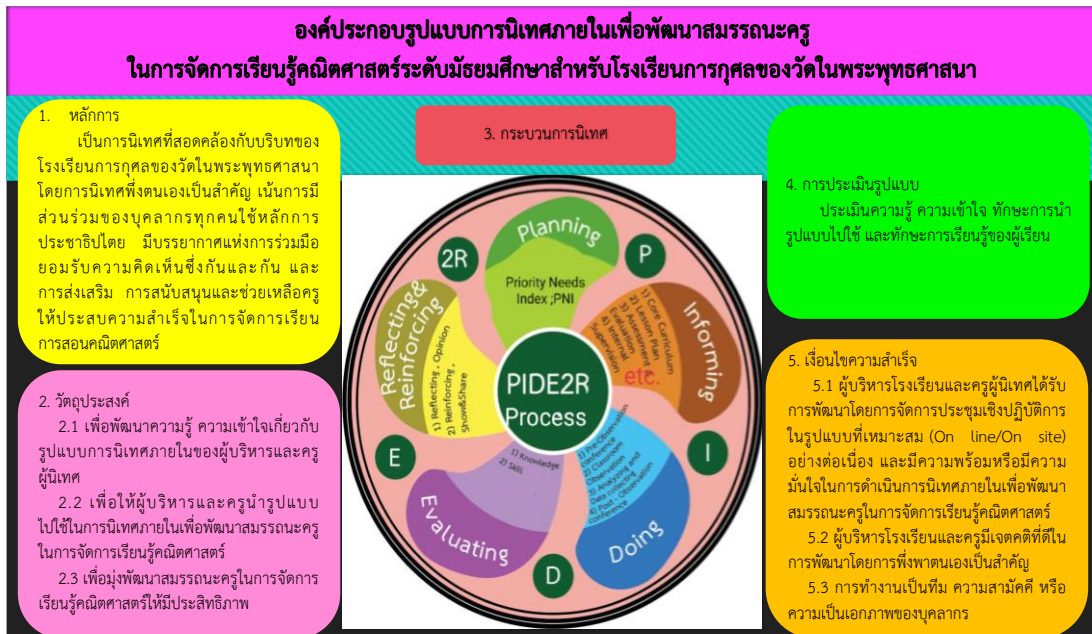 องค์ประกอบรูปแบบการนิเทศภายในเพื่อพัฒนาสมรรถนะครู
ในการจัดการเรียนรู้คณิตศาสตร์ระดับมัธยมศึกษาสำหรับโรงเรียนการกุศลของวัดในพระพุทธศาสนา
1. หลักการ
เป็นการนิเทศที่สอดคล้องกับบริบทของ
โรงเรียนการกุศลของวัดในพระพุทธศาสนา
โดยการนิเทศพึ่งตนเองเป็นสำคัญ เน้นการมี
ส่วนร่วมของบุคลากรทุกคนใช้หลักการ
ประชาธิปไตย มีบรรยากาศแห่งการร่วมมือ
ยอมรับความคิดเห็นซึ่งกันและกัน และ
การส่งเสริม การสนับสนุนและช่วยเหลือครู
ให้ประสบความสำเร็จในการจัดการเรียน
การสอนคณิตศาสตร์
2. วัตถุประสงค์
2.1 เพื่อพัฒนาความรู้ ความเข้าใจเกี่ยวกับ
รูปแบบการนิเทศภายในของผู้บริหารและครู
ผู้นิเทศ
2.2 เพื่อให้ผู้บริหารและครูนำรูปแบบ
ไปใช้ในการนิเทศภายในเพื่อพัฒนาสมรรถนะครู
ในการจัดการเรียนรู้คณิตศาสตร์
2.3 เพื่อมุ่งพัฒนาสมรรถนะครูในการจัดการ
เรียนรู้คณิตศาสตร์ให้มีประสิทธิภาพ
3. กระบวนการนิเทศ
Planning
Priority Needs
Index ;PNI
P
Informing
1) Core Curriculum
2) Lesson Plan
3) Assessment &
Evaluation
4) Internal
Supervision
etc.
I
Doing
1) Pre-Observation
conference
2) Classroom
Observation
3) Analyzing and
Data collecting
4) Post - Observation
conference
D
Evaluating
1) Knowledge
2) Skill
E
Reflecting&
Reinforcing
1) Reflecting , Opinion
2) Reinforcing ,
Show&Share
2R
PIDE2R
Process
4. การประเมินรูปแบบ
ประเมินความรู้ ความเข้าใจ ทักษะการนำ
รูปแบบไปใช้ และทักษะการเรียนรู้ของผู้เรียน
5. เงื่อนไขความสำเร็จ
5.1 ผู้บริหารโรงเรียนและครูผู้นิเทศได้รับ
การพัฒนาโดยการจัดการประชุมเชิงปฏิบัติการ
ในรูปแบบที่เหมาะสม (On line/On site)
อย่างต่อเนื่อง และมีความพร้อมหรือมีความ
มั่นใจในการดำเนินการนิเทศภายในเพื่อพัฒนา
สมรรถนะครูในการจัดการเรียนรู้คณิตศาสตร์
5.2 ผู้บริหารโรงเรียนและครูมีเจตคติที่ดีใน
การพัฒนาโดยการพึ่งพาตนเองเป็นสำคัญ
5.3 การทำงานเป็นทีม ความสามัคคี หรือ
ความเป็นเอกภาพของบุคลากร